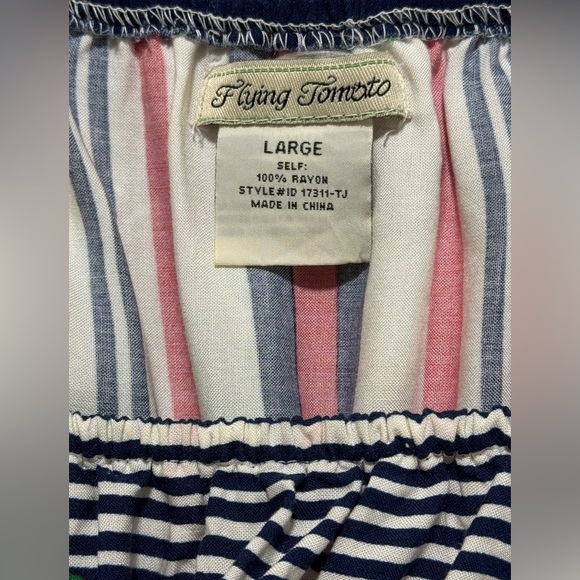 Flying Tomato
LARGE
SELF:
100% RAYON
STYLE#ID 17311-TJ
MADE IN CHINA